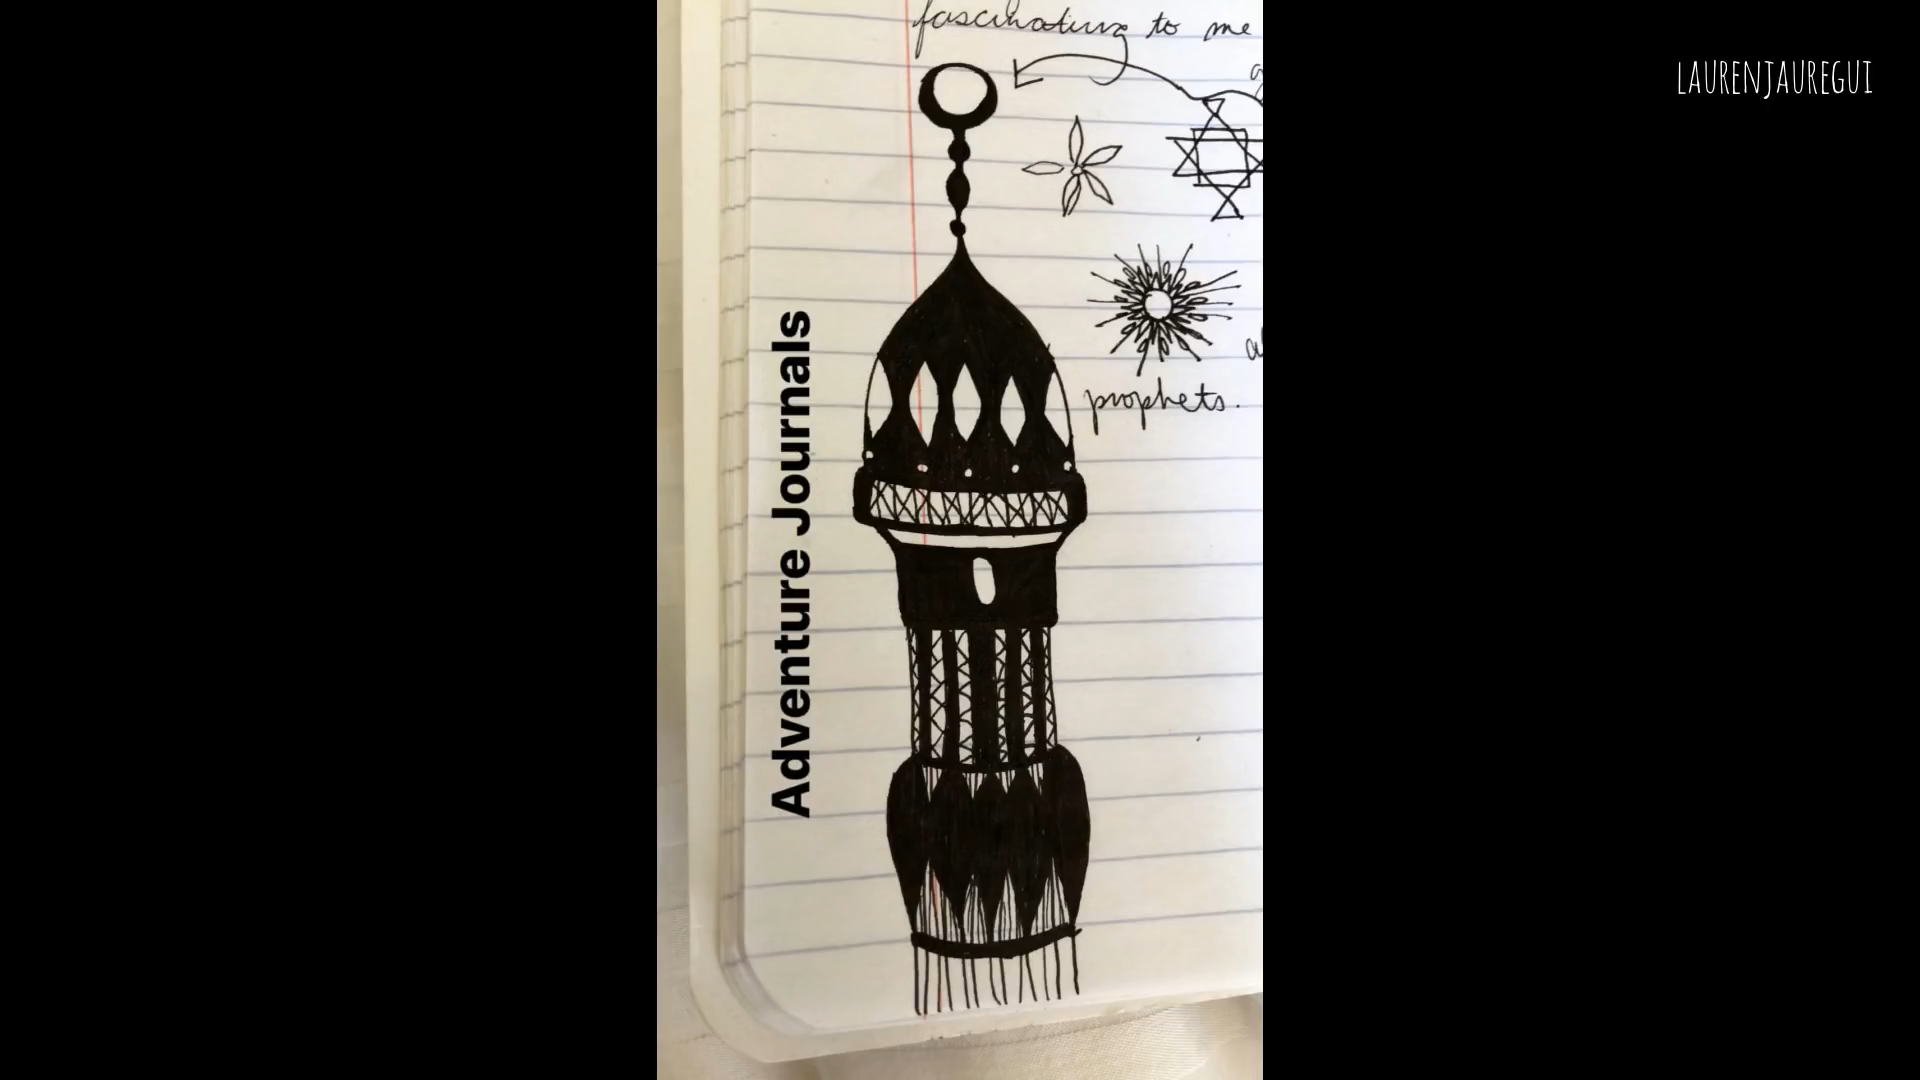 fascinating to me
prophets.
Adventure Journals
LAURENJAUREGUI